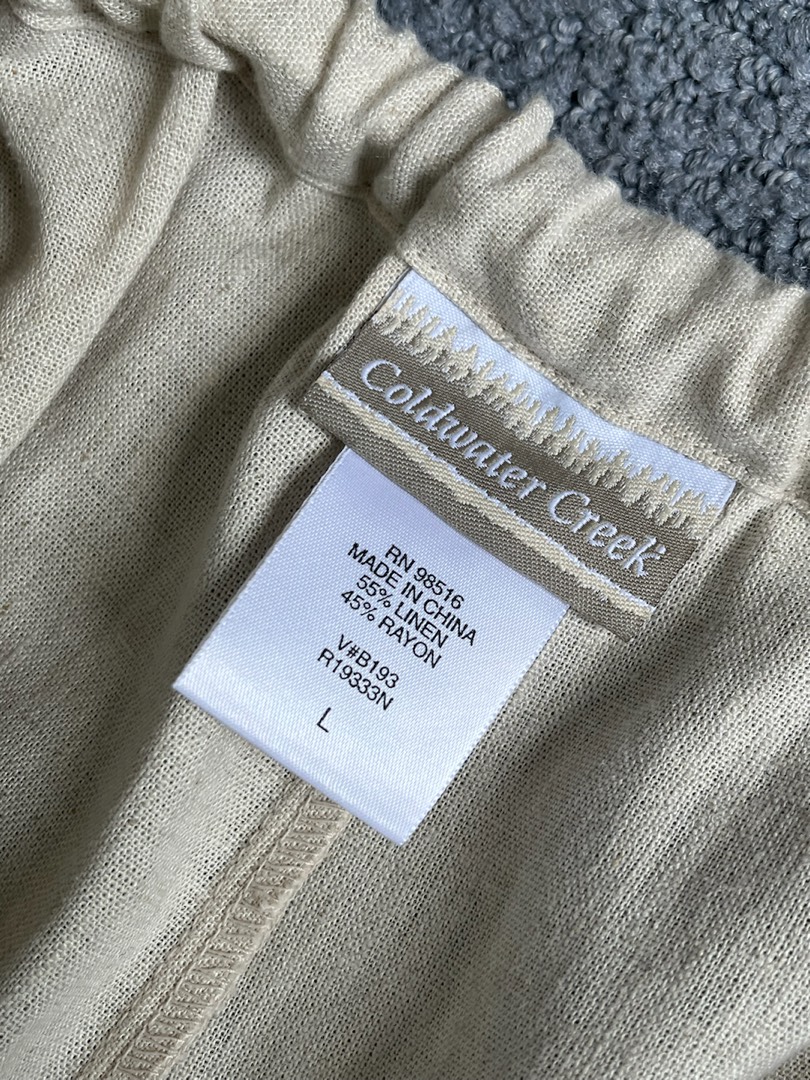 Coldwater Creek
RN 98516
MADE IN CHINA
55% LINEN
45% RAYON
V#B193
R19333N
L